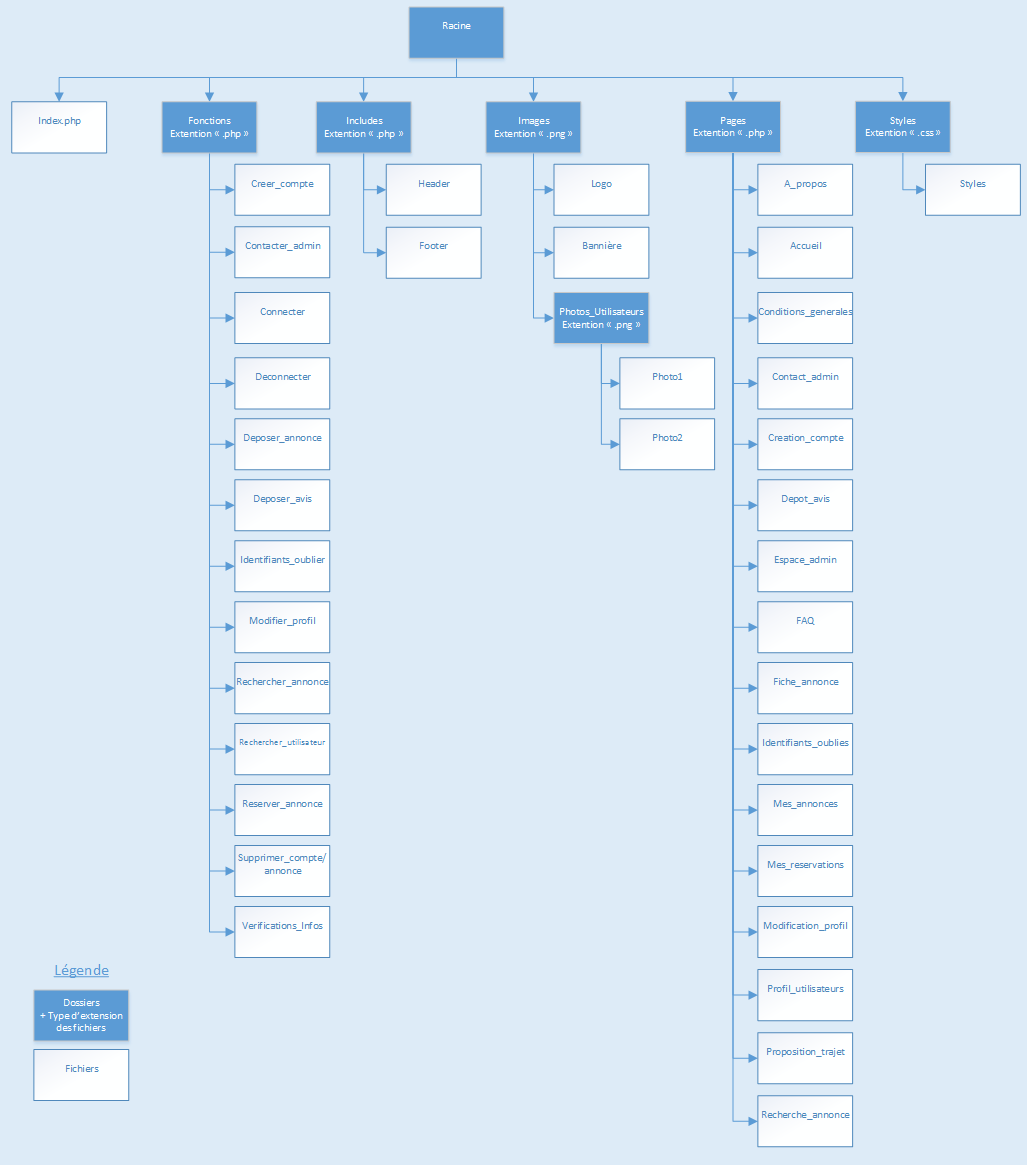 Racine
Index.php
Fonctions
Extention « .php »
Creer_compte
Contacter_admin
Connecter
Deconnecter
Deposer_annonce
Deposer_avis
Identifiants_oublier
Modifier_profil
Rechercher_annonce
Rechercher_utilisateur
Reserver_annonce
Supprimer_compte/
annonce
Verifications_Infos
Includes
Extention « .php »
Header
Footer
Images
Extention « .png »
Logo
Bannière
Photos_Utilisateurs
Extention « .png »
Photo1
Photo2
Pages
Extention « .php »
A_propos
Accueil
Conditions_generales
Contact_admin
Creation_compte
Depot_avis
Espace_admin
FAQ
Fiche_annonce
Identifiants_oublies
Mes_annonces
Mes_reservations
Modification_profil
Profil_utilisateurs
Proposition_trajet
Recherche_annonce
Styles
Extention « .css »
Styles
Légende
Dossiers
+ Type d'extension
des fichiers
Fichiers